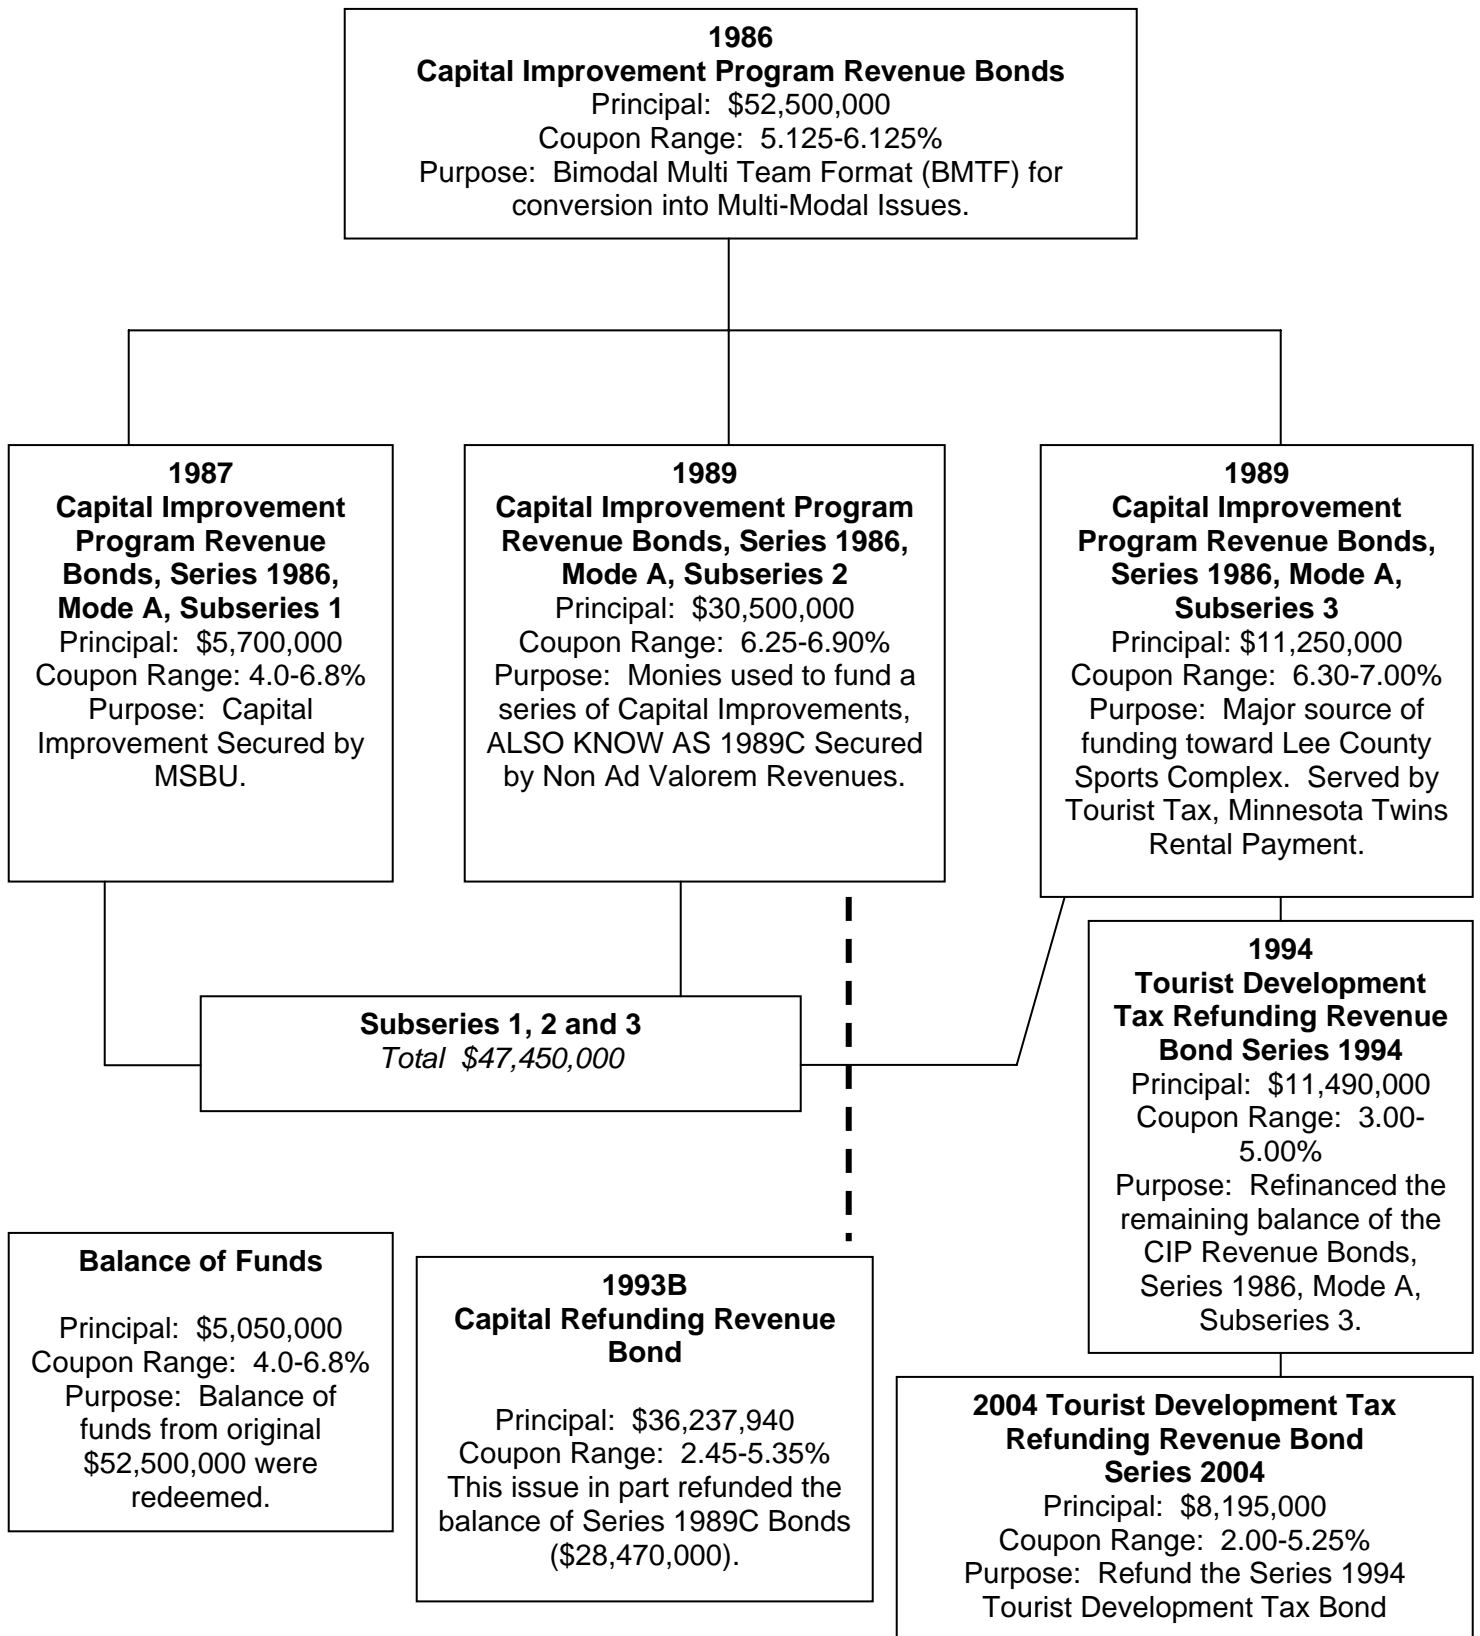 1986
Capital Improvement Program Revenue Bonds
Principal: $52,500,000
Coupon Range: 5.125-6.125%
Purpose: Bimodal Multi Team Format (BMTF) for
conversion into Multi-Modal Issues.
1987
Capital Improvement
Program Revenue
Bonds, Series 1986,
Mode A, Subseries 1
Principal: $5,700,000
Coupon Range: 4.0-6.8%
Purpose: Capital
Improvement Secured by
MSBU.
1989
Capital Improvement Program
Revenue Bonds, Series 1986,
Mode A, Subseries 2
Principal: $30,500,000
Coupon Range: 6.25-6.90%
Purpose: Monies used to fund a
series of Capital Improvements,
ALSO KNOW AS 1989C Secured
by Non Ad Valorem Revenues.
1989
Capital Improvement
Program Revenue Bonds,
Series 1986, Mode A,
Subseries 3
Principal: $11,250,000
Coupon Range: 6.30-7.00%
Purpose: Major source of
funding toward Lee County
Sports Complex. Served by
Tourist Tax, Minnesota Twins
Rental Payment.
Subseries 1, 2 and 3
Total $47,450,000
1994
Tourist Development
Tax Refunding Revenue
Bond Series 1994
Principal: $11,490,000
Coupon Range: 3.00-
5.00%
Purpose: Refinanced the
remaining balance of the
CIP Revenue Bonds,
Series 1986, Mode A,
Subseries 3.
Balance of Funds
Principal: $5,050,000
Coupon Range: 4.0-6.8%
Purpose: Balance of
funds from original
$52,500,000 were
redeemed.
1993B
Capital Refunding Revenue
Bond
Principal: $36,237,940
Coupon Range: 2.45-5.35%
This issue in part refunded the
balance of Series 1989C Bonds
($28,470,000).
2004 Tourist Development Tax
Refunding Revenue Bond
Series 2004
Principal: $8,195,000
Coupon Range: 2.00-5.25%
Purpose: Refund the Series 1994
Tourist Development Tax Bond